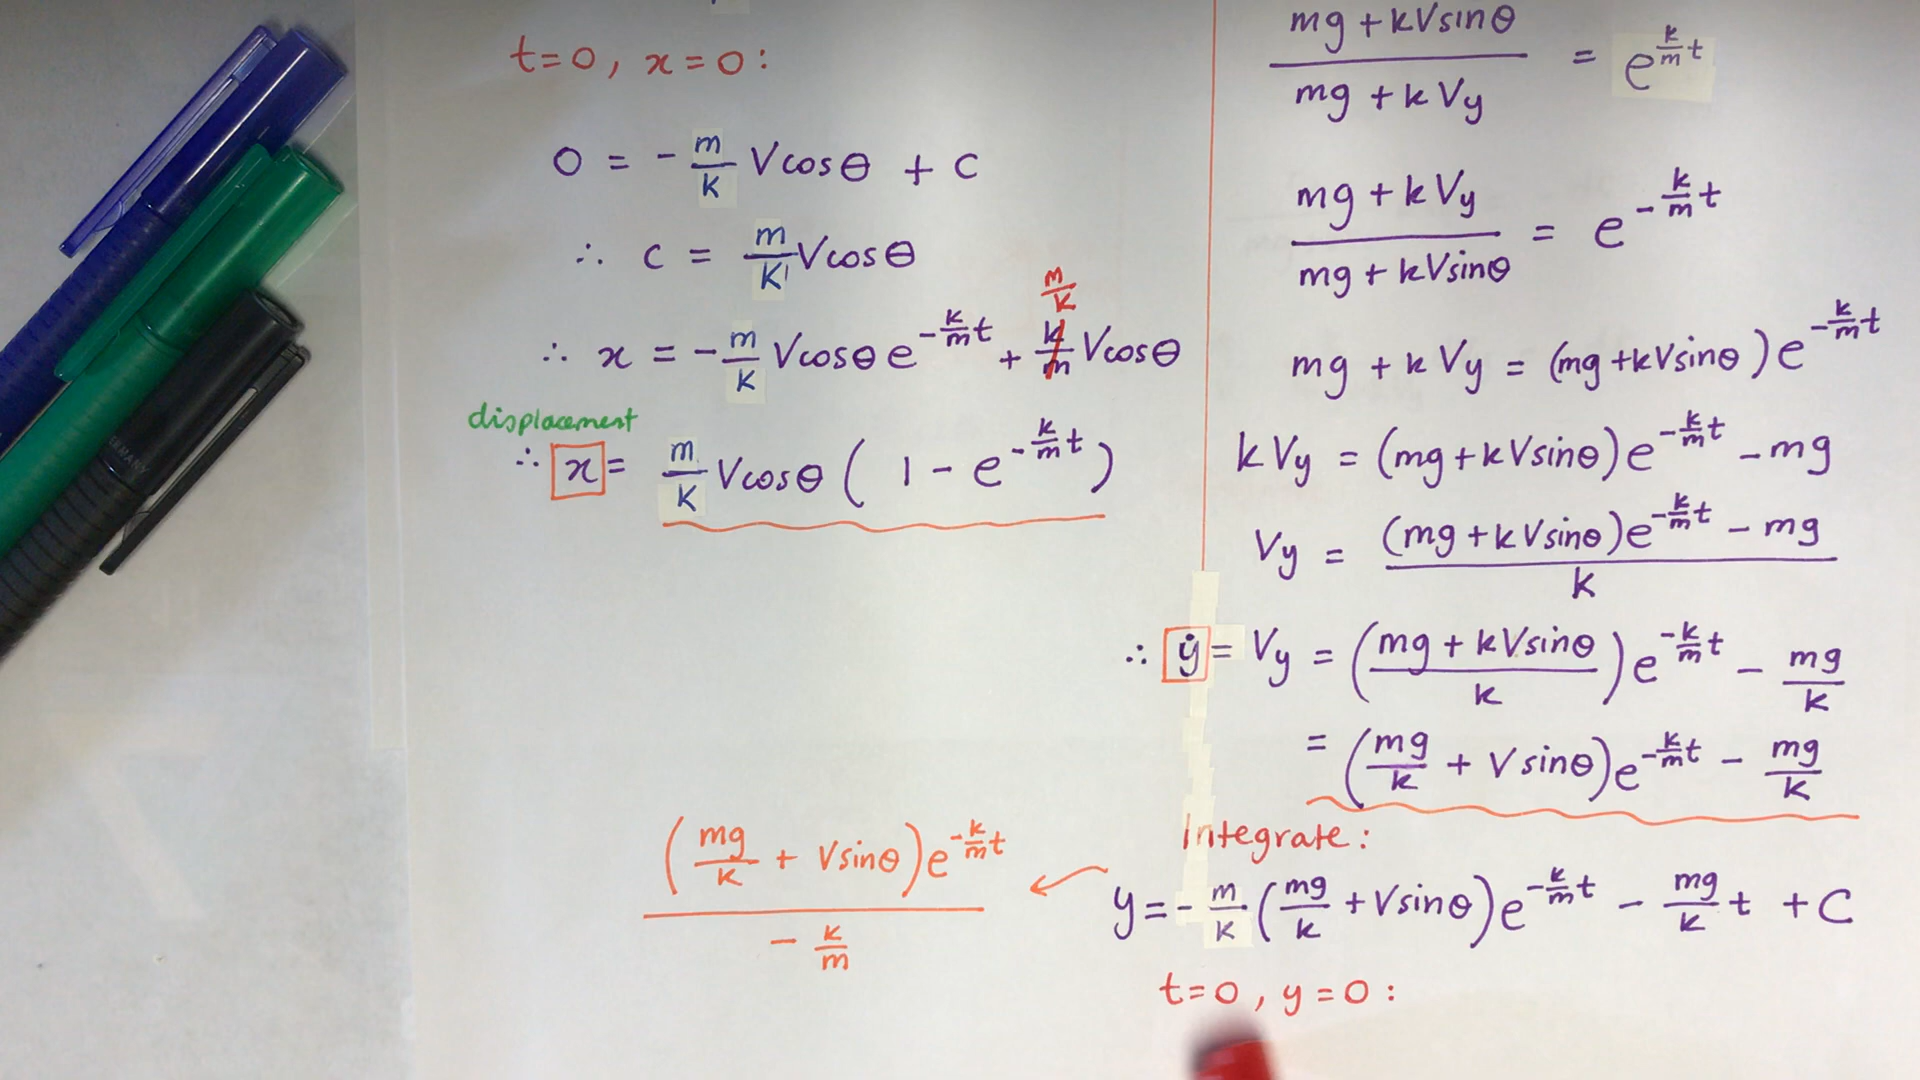 t=0, x=0:
0 = - m/k Vcosθ + C
∴ C = m/k Vcosθ
m/k
∴ x = - m/k Vcosθ e^(-k/m t) + k/m Vcosθ
displacement
∴ x = m/k Vcosθ ( 1 - e^(-k/m t) )
(mg/k + Vsinθ) e^(-k/m t)
- k/m
(mg + kVsinθ)/(mg + kVy) = e^(k/m t)
(mg + kVy)/(mg + kVsinθ) = e^(-k/m t)
mg + kVy = (mg + kVsinθ) e^(-k/m t)
kVy = (mg + kVsinθ) e^(-k/m t) - mg
Vy = ((mg + kVsinθ) e^(-k/m t) - mg)/k
∴ ẏ = Vy = ((mg + kVsinθ)/k) e^(-k/m t) - mg/k
= (mg/k + Vsinθ) e^(-k/m t) - mg/k
Integrate:
y = - m/k (mg/k + Vsinθ) e^(-k/m t) - mg/k t + C
t=0, y=0: